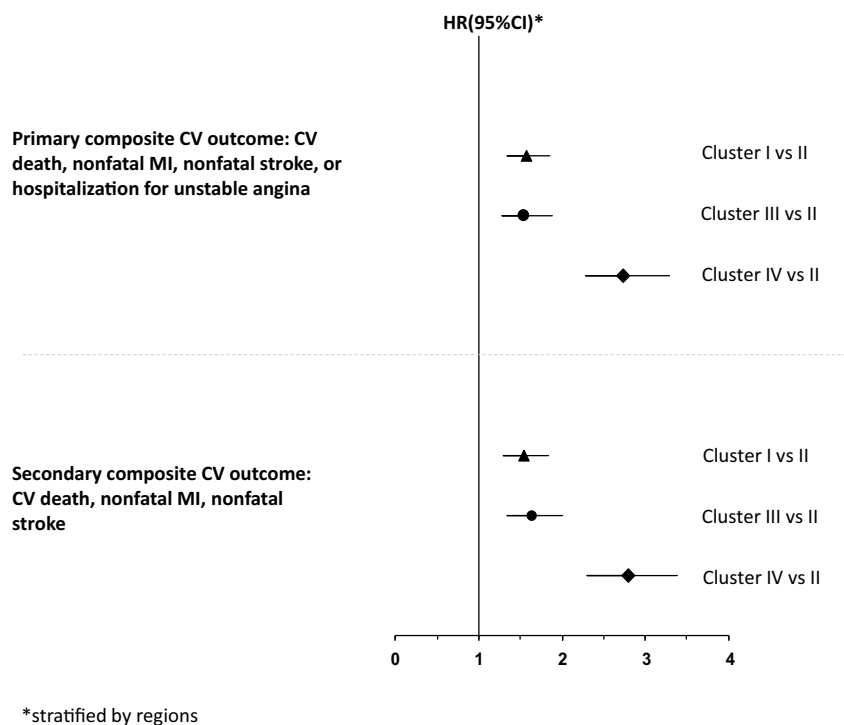 HR(95%CI)*
Primary composite CV outcome: CV
death, nonfatal MI, nonfatal stroke, or
hospitalization for unstable angina
Cluster I vs II
Cluster III vs II
Cluster IV vs II
Secondary composite CV outcome:
CV death, nonfatal MI, nonfatal
stroke
Cluster I vs II
Cluster III vs II
Cluster IV vs II
0 1 2 3 4
*stratified by regions